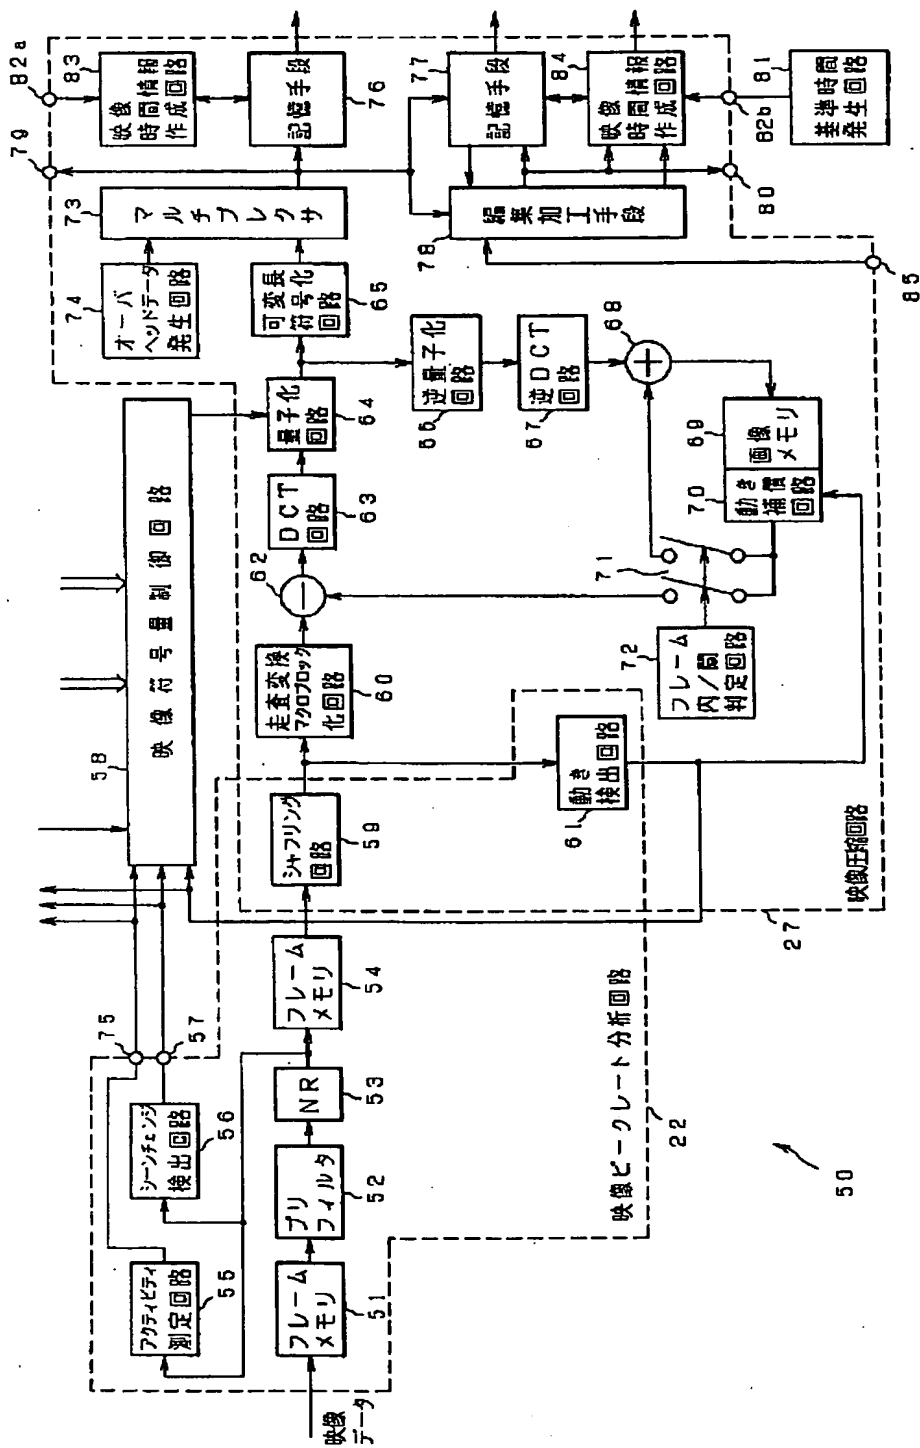 映像
データ
フレーム
メモリ
51
プリ
フィルタ
52
NR
53
フレーム
メモリ
54
アクティビティ
測定回路
55
シーンチェンジ
検出回路
56
57
75
58
映像符号量制御回路
シャフリング
回路
59
走査変換
マクロブロック
化回路
60
動き
検出回路
61
62
DCT
回路
63
量子化
回路
64
可変長
符号化
回路
65
逆量子化
回路
66
逆DCT
回路
67
68
69
画像
メモリ
70
動き
補償
回路
71
72
フレーム
内/間
判定回路
73
マルチプレクサ
74
オーバ
ヘッドデータ
発生回路
記憶手段
76
77
記憶手段
78
編集加工手段
79
80
81
基準時間
発生回路
82a
82b
83
映像
時間情報
作成回路
84
映像
時間情報
作成回路
85
映像ピークレート分析回路
22
映像圧縮回路
27
50